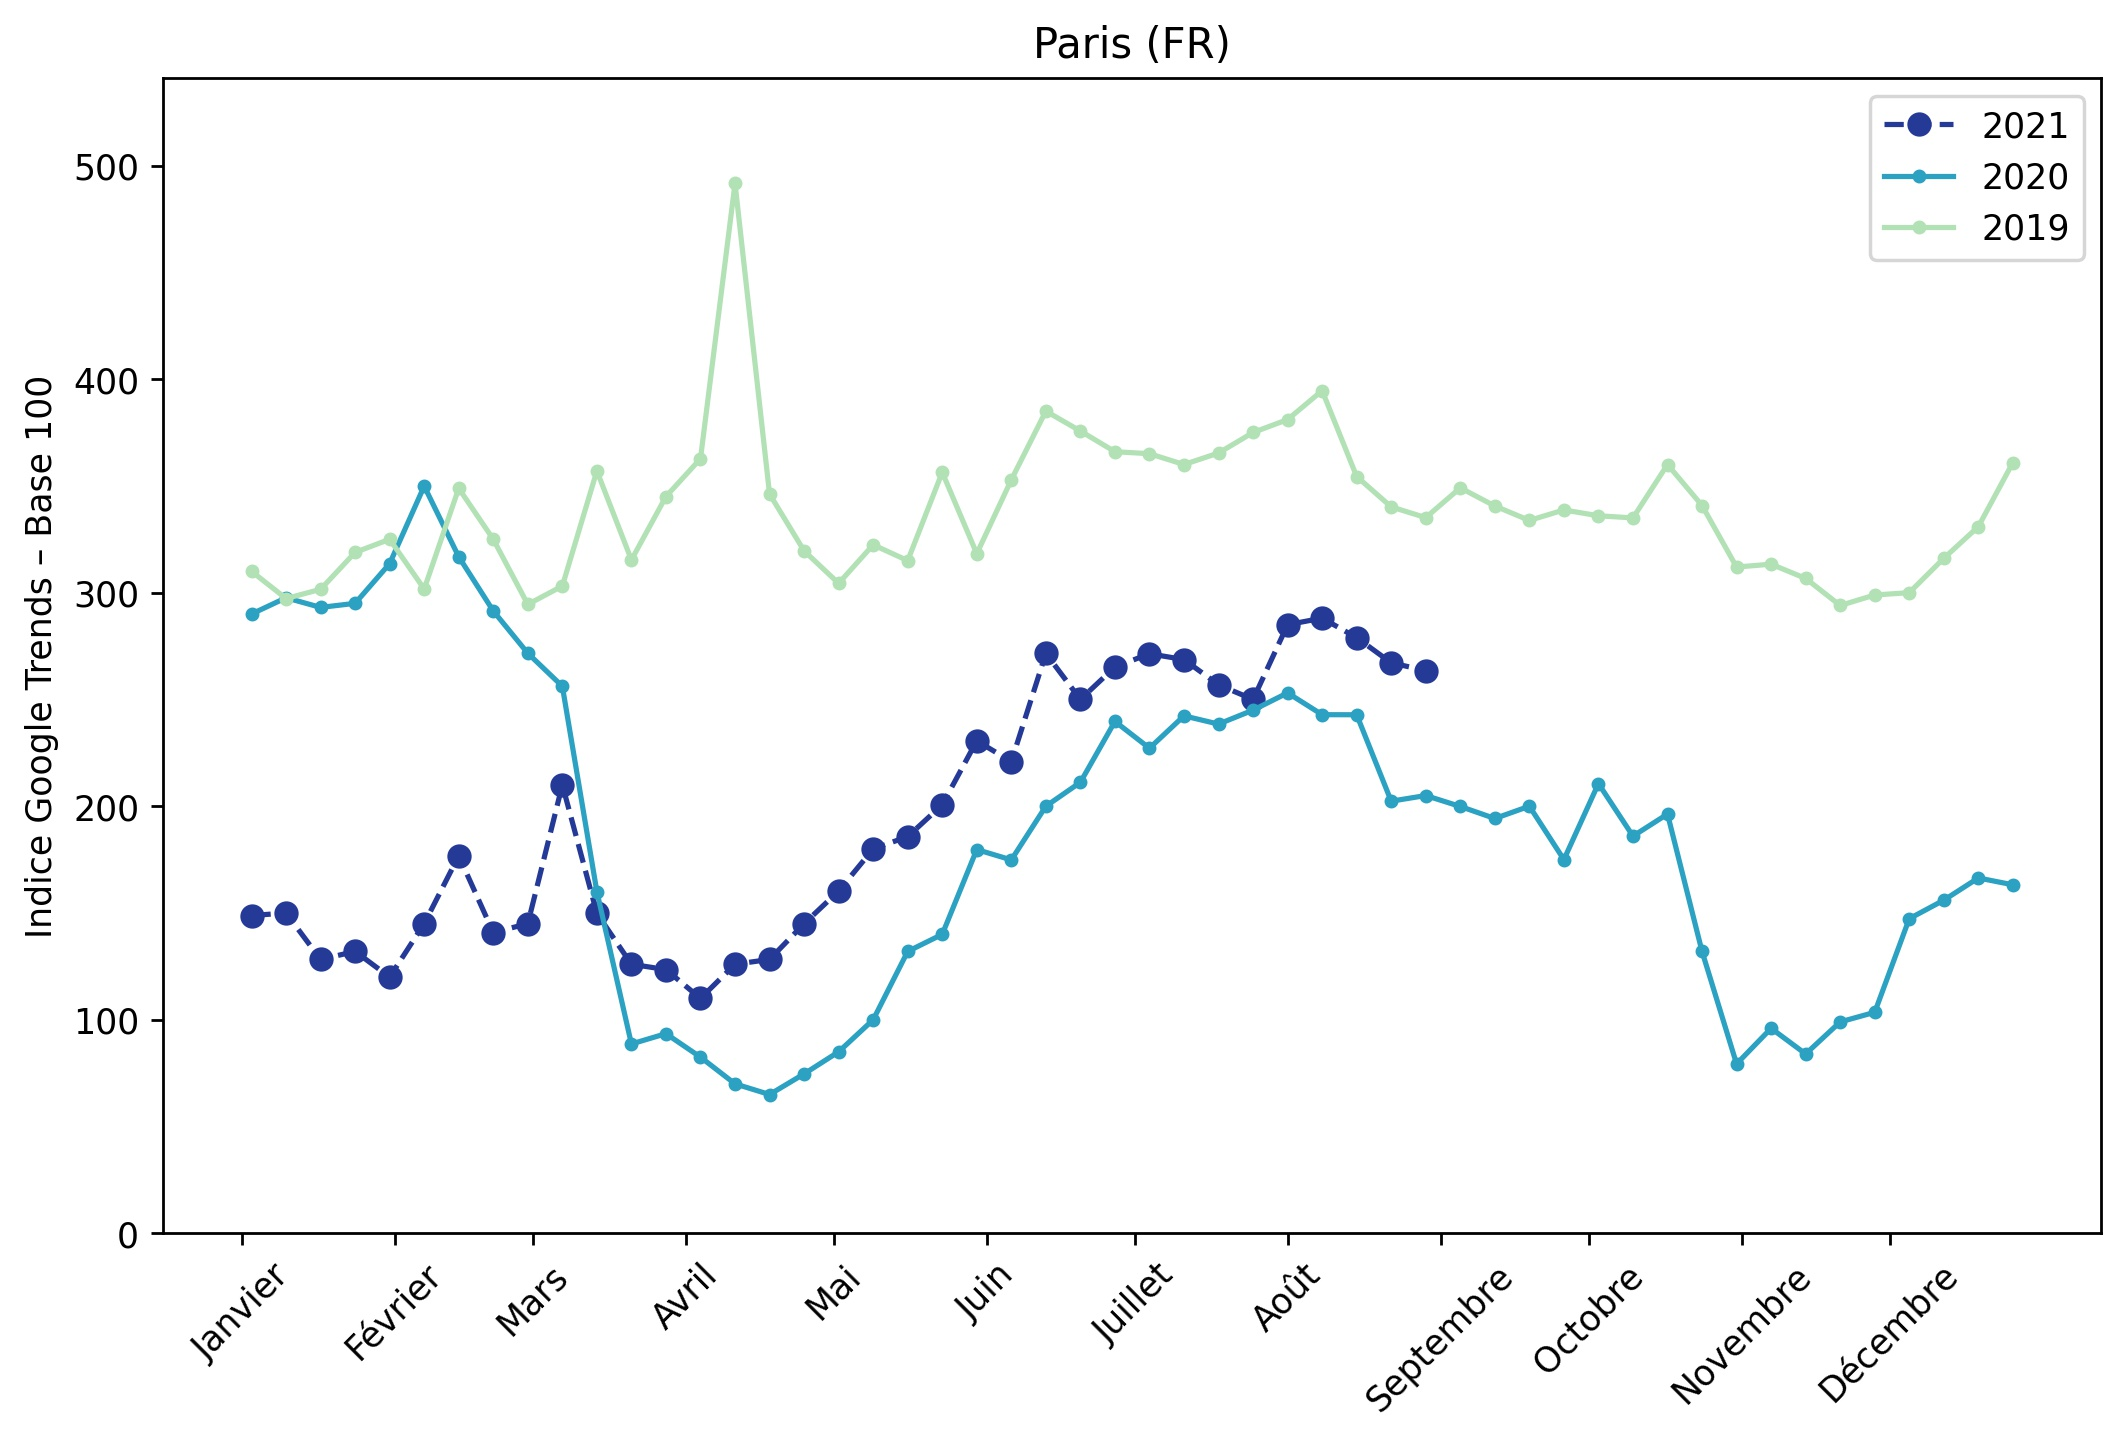 Paris (FR)
Indice Google Trends – Base 100
500
400
300
200
100
0
2021
2020
2019
Janvier
Février
Mars
Avril
Mai
Juin
Juillet
Août
Septembre
Octobre
Novembre
Décembre